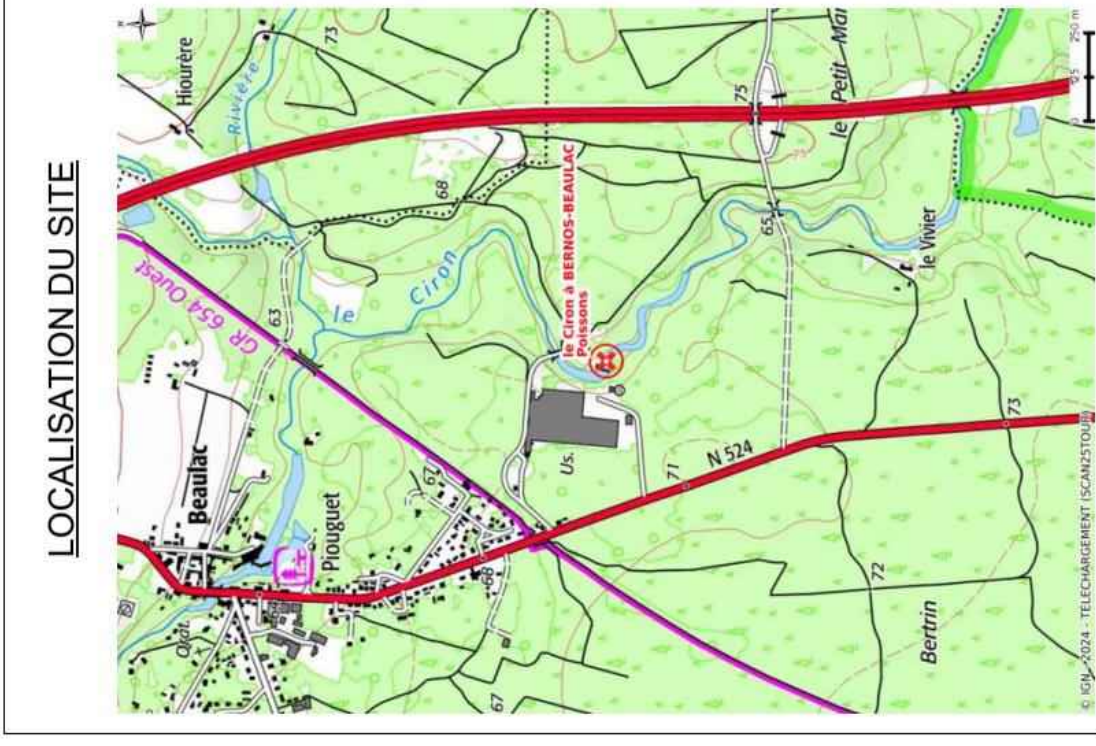 LOCALISATION DU SITE
Hiourère
73
Rivière
GR 654 Ouest
Beaulac
63
le Ciron
68
75
le Petit
le Ciron à BERNOS-BEAULAC
Poissons
Piouguet
67
65
le Vivier
Us.
71
N 524
68
73
72
67
Bertrin
© IGN - 2024 - TELECHARGEMENT (SCAN25TOUR)
0
125
250 m